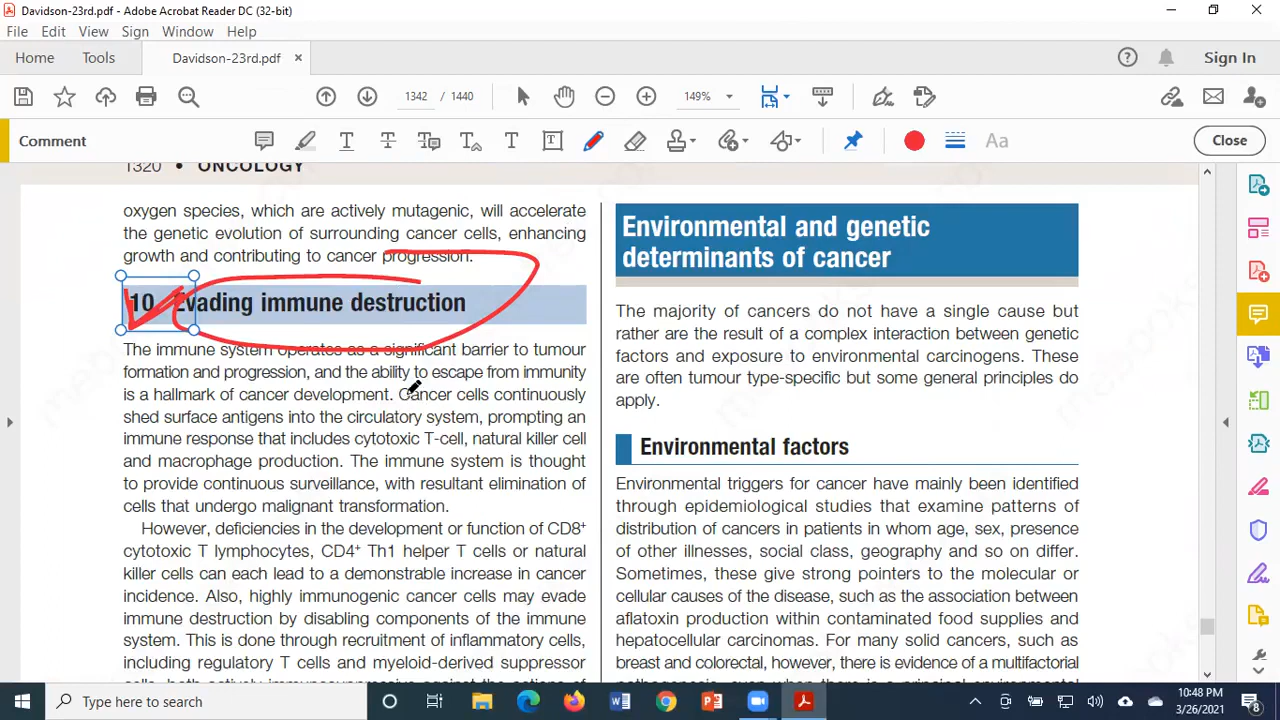 Davidson-23rd.pdf - Adobe Acrobat Reader DC (32-bit)
File Edit View Sign Window Help
Home Tools Davidson-23rd.pdf × Sign In
1342 / 1440 149%
Comment Close
1320 • ONCOLOGY
oxygen species, which are actively mutagenic, will accelerate
the genetic evolution of surrounding cancer cells, enhancing
growth and contributing to cancer progression.
10 Evading immune destruction
The immune system operates as a significant barrier to tumour
formation and progression, and the ability to escape from immunity
is a hallmark of cancer development. Cancer cells continuously
shed surface antigens into the circulatory system, prompting an
immune response that includes cytotoxic T-cell, natural killer cell
and macrophage production. The immune system is thought
to provide continuous surveillance, with resultant elimination of
cells that undergo malignant transformation.
However, deficiencies in the development or function of CD8⁺
cytotoxic T lymphocytes, CD4⁺ Th1 helper T cells or natural
killer cells can each lead to a demonstrable increase in cancer
incidence. Also, highly immunogenic cancer cells may evade
immune destruction by disabling components of the immune
system. This is done through recruitment of inflammatory cells,
including regulatory T cells and myeloid-derived suppressor
cells, both actively immunosuppressive against the actions of
Environmental and genetic
determinants of cancer
The majority of cancers do not have a single cause but
rather are the result of a complex interaction between genetic
factors and exposure to environmental carcinogens. These
are often tumour type-specific but some general principles do
apply.
Environmental factors
Environmental triggers for cancer have mainly been identified
through epidemiological studies that examine patterns of
distribution of cancers in patients in whom age, sex, presence
of other illnesses, social class, geography and so on differ.
Sometimes, these give strong pointers to the molecular or
cellular causes of the disease, such as the association between
aflatoxin production within contaminated food supplies and
hepatocellular carcinomas. For many solid cancers, such as
breast and colorectal, however, there is evidence of a multifactorial
pathogenesis, even when there is a principal environmental
Type here to search
10:48 PM
3/26/2021
8